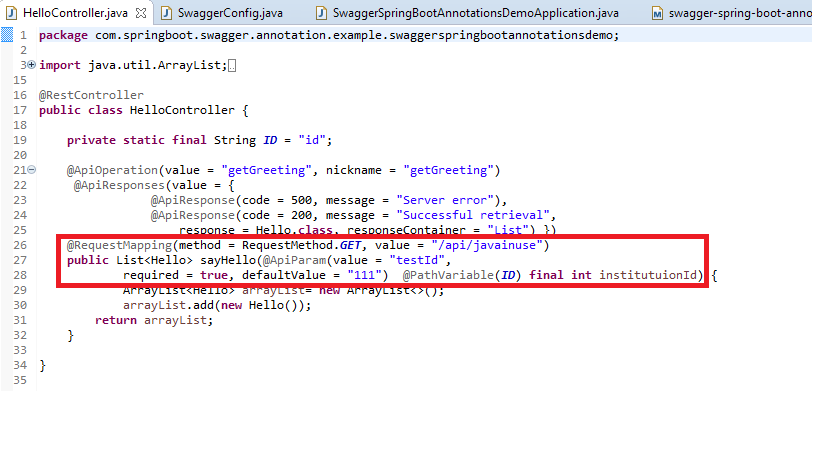 HelloController.java SwaggerConfig.java SwaggerSpringBootAnnotationsDemoApplication.java swagger-spring-boot-anno
1 package com.springboot.swagger.annotation.example.swaggerspringbootannotationsdemo;
2
3 import java.util.ArrayList;
15
16 @RestController
17 public class HelloController {
18
19 private static final String ID = "id";
20
21 @ApiOperation(value = "getGreeting", nickname = "getGreeting")
22 @ApiResponses(value = {
23 @ApiResponse(code = 500, message = "Server error"),
24 @ApiResponse(code = 200, message = "Successful retrieval",
25 response = Hello.class, responseContainer = "List") })
26 @RequestMapping(method = RequestMethod.GET, value = "/api/javainuse")
27 public List<Hello> sayHello(@ApiParam(value = "testId",
28 required = true, defaultValue = "111") @PathVariable(ID) final int institutuionId) {
29 ArrayList<Hello> arrayList= new ArrayList<>();
30 arrayList.add(new Hello());
31 return arrayList;
32 }
33
34 }
35